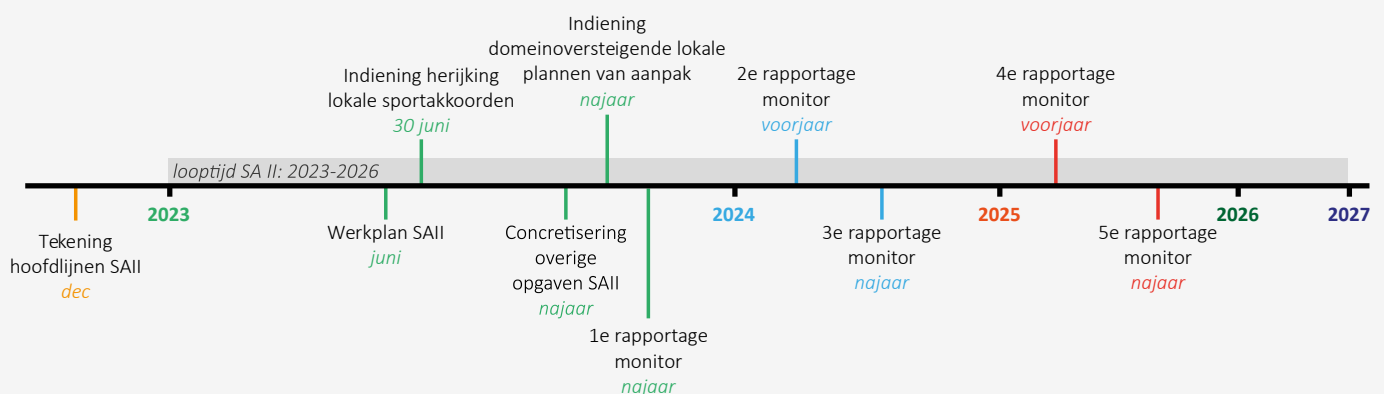 Indiening
domeinoversteigende lokale
plannen van aanpak
najaar
Indiening herijking
lokale sportakkoorden
30 juni
2e rapportage
monitor
voorjaar
4e rapportage
monitor
voorjaar
looptijd SA II: 2023-2026
2023
2024
2025
2026
2027
Tekening
hoofdlijnen SAII
dec
Werkplan SAII
juni
Concretisering
overige
opgaven SAII
najaar
1e rapportage
monitor
najaar
3e rapportage
monitor
najaar
5e rapportage
monitor
najaar